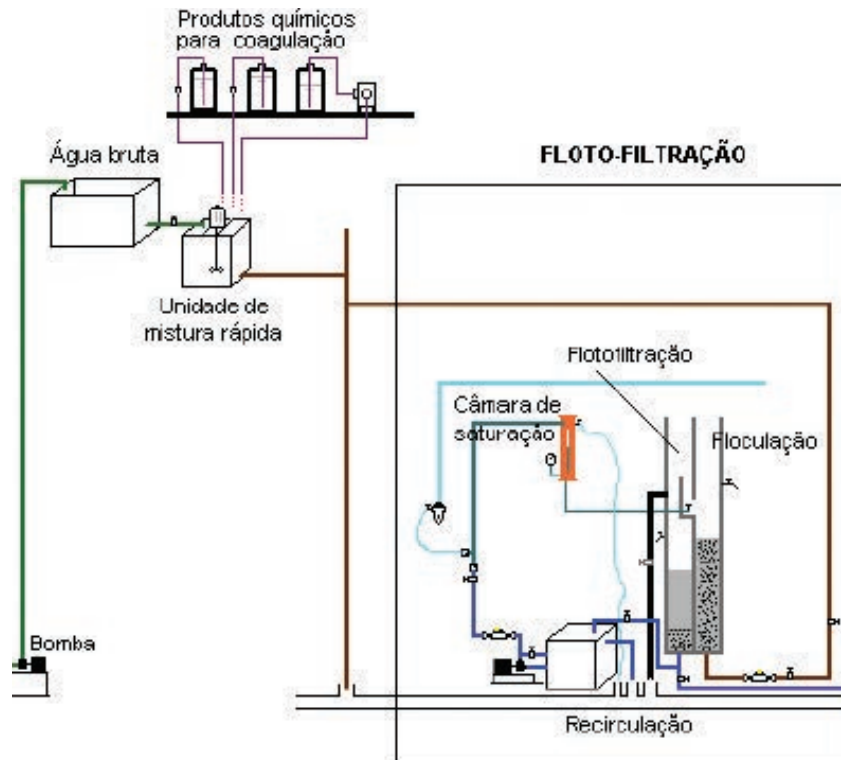 Produtos químicos
para coagulação
Água bruta
FLOTO-FILTRAÇÃO
Unidade de
mistura rápida
Flotofiltração
Câmara de
saturação
Floculação
Bomba
Recirculação